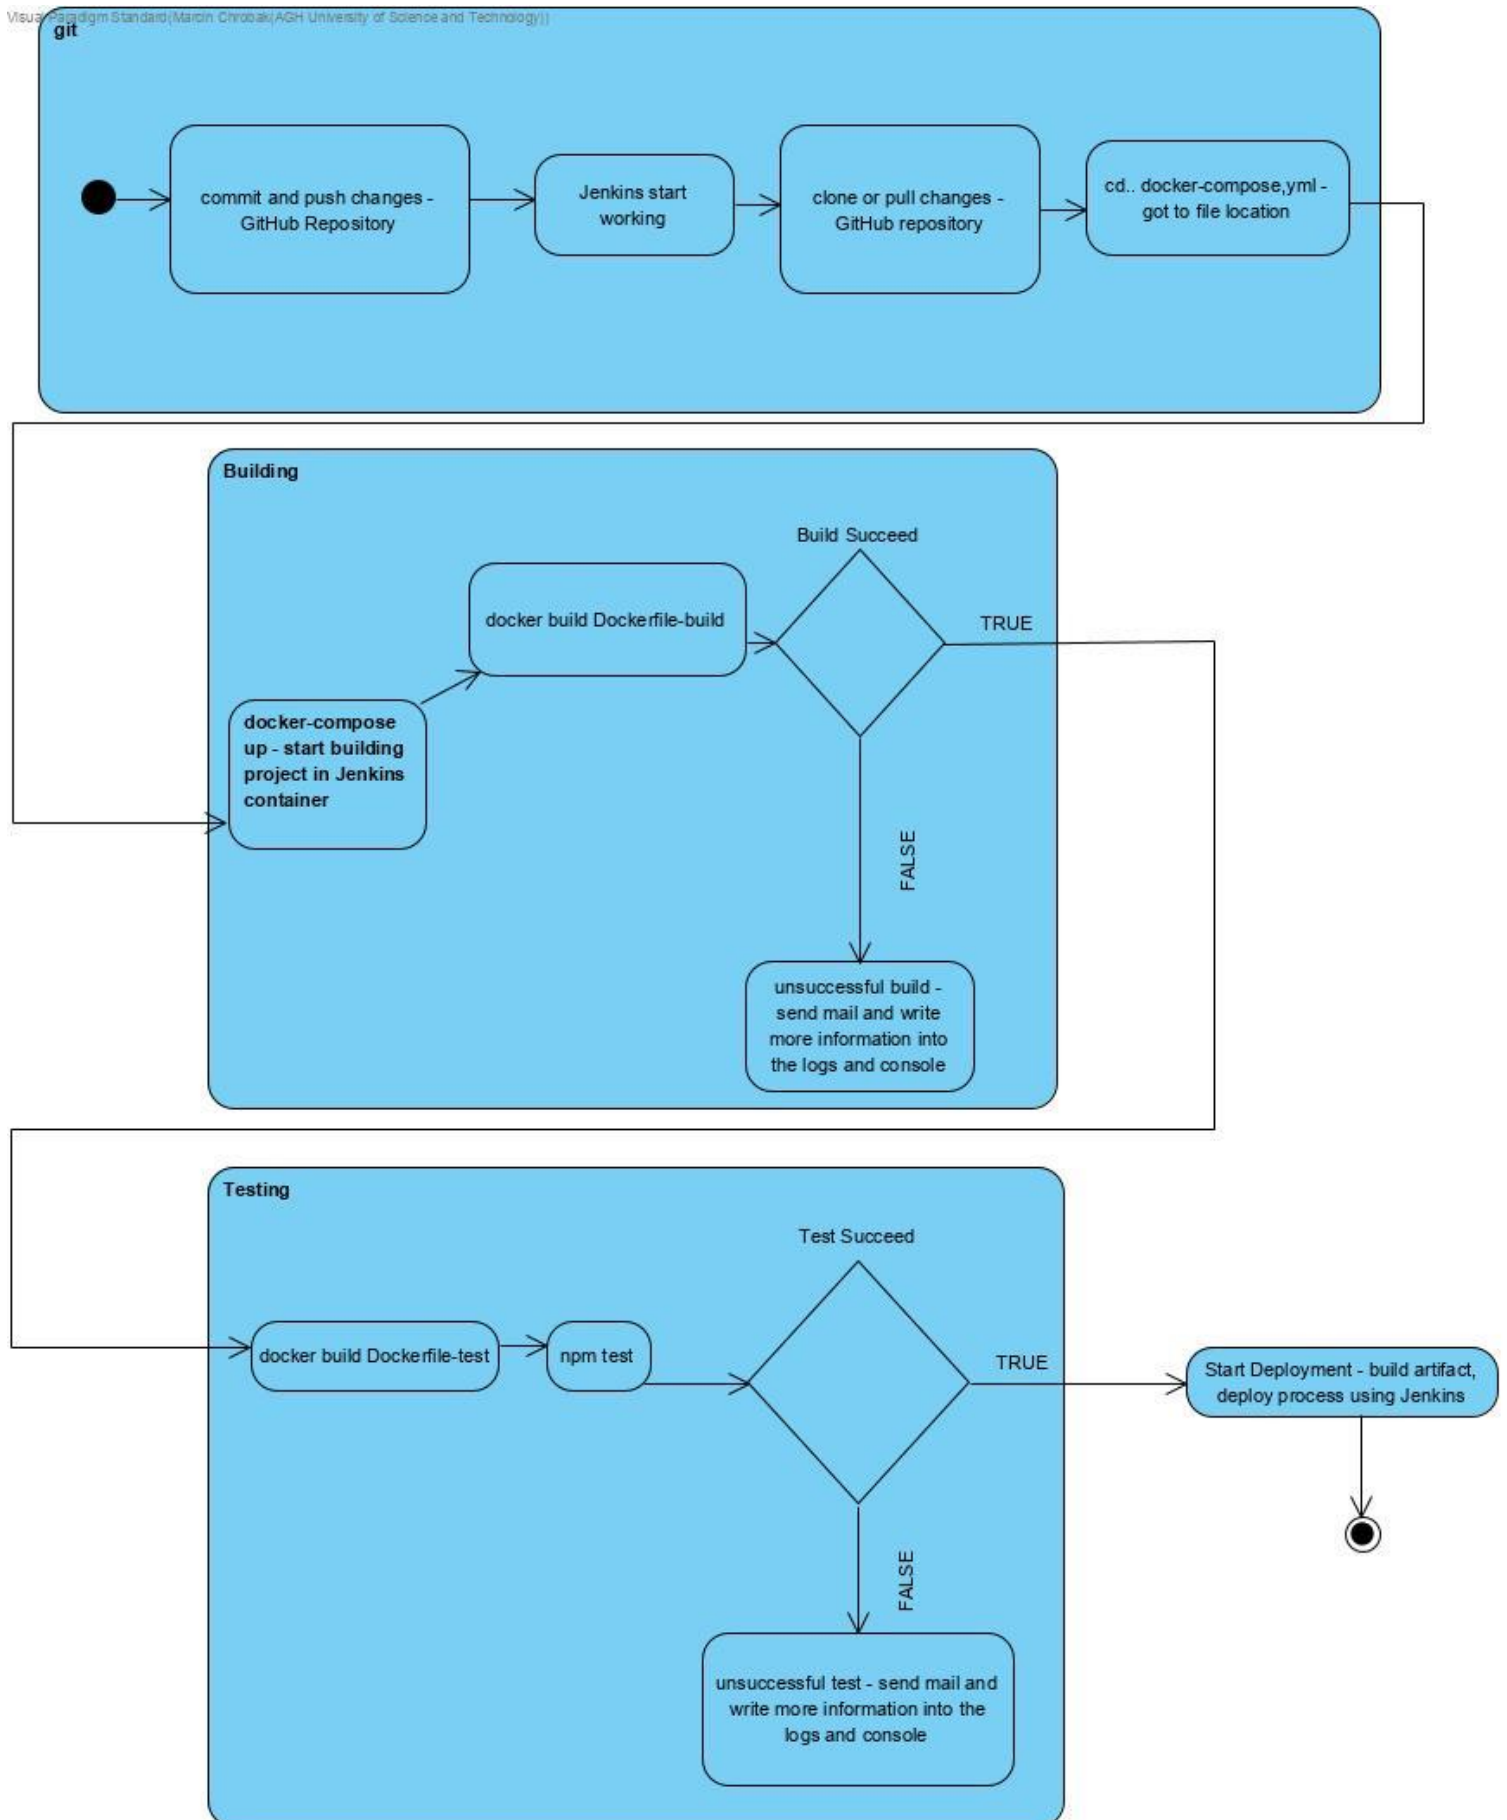 Visual Paradigm Standard(Marcin Chrobak(AGH University of Science and Technology))
git
commit and push changes -
GitHub Repository
Jenkins start
working
clone or pull changes -
GitHub repository
cd.. docker-compose,yml -
got to file location
Building
Build Succeed
docker build Dockerfile-build
TRUE
docker-compose
up - start building
project in Jenkins
container
FALSE
unsuccessful build -
send mail and write
more information into
the logs and console
Testing
Test Succeed
docker build Dockerfile-test
npm test
TRUE
Start Deployment - build artifact,
deploy process using Jenkins
FALSE
unsuccessful test - send mail and
write more information into the
logs and console